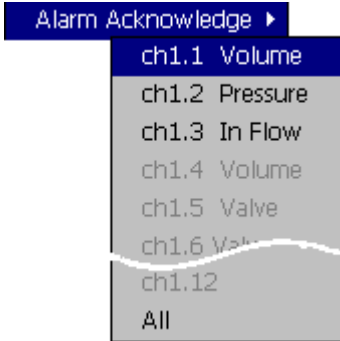 Alarm Acknowledge
ch1.1 Volume
ch1.2 Pressure
ch1.3 In Flow
ch1.4 Volume
ch1.5 Valve
ch1.6
ch1.12
All